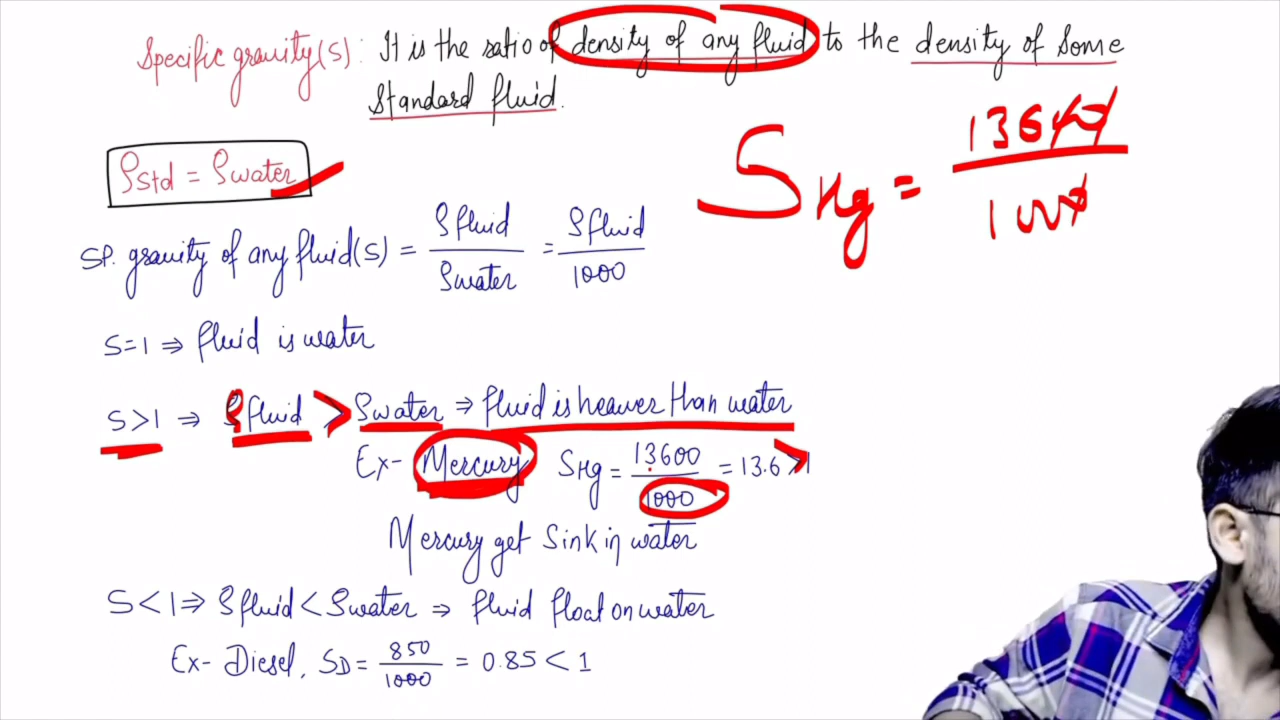 Specific gravity(S): It is the ratio of density of any fluid to the density of Some
Standard fluid.
ρstd = ρwater
SHg = 13600/1000
SP. gravity of any fluid(S) = ρfluid/ρwater = ρfluid/1000
S=1 ⇒ fluid is water
S>1 ⇒ ρfluid > ρwater ⇒ fluid is heavier than water
Ex- Mercury SHg = 13600/1000 = 13.6 > 1
Mercury get Sink in water
S < 1 ⇒ ρfluid < ρwater ⇒ fluid float on water
Ex- Diesel, SD = 850/1000 = 0.85 < 1